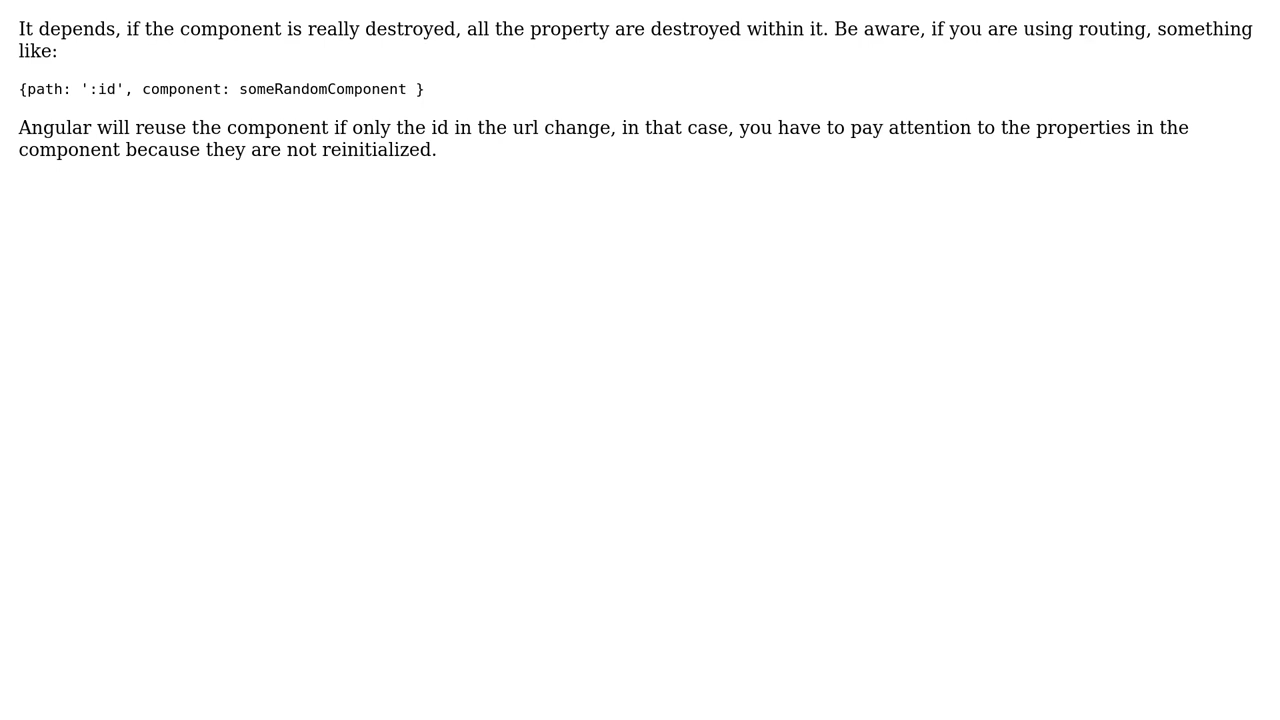 It depends, if the component is really destroyed, all the property are destroyed within it. Be aware, if you are using routing, something
like:
{path: ':id', component: someRandomComponent }
Angular will reuse the component if only the id in the url change, in that case, you have to pay attention to the properties in the
component because they are not reinitialized.